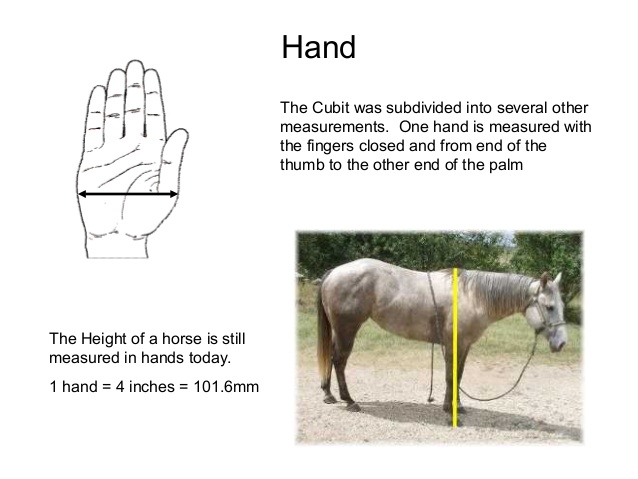 Hand
The Cubit was subdivided into several other
measurements.  One hand is measured with
the fingers closed and from end of the
thumb to the other end of the palm
The Height of a horse is still
measured in hands today.
1 hand = 4 inches = 101.6mm